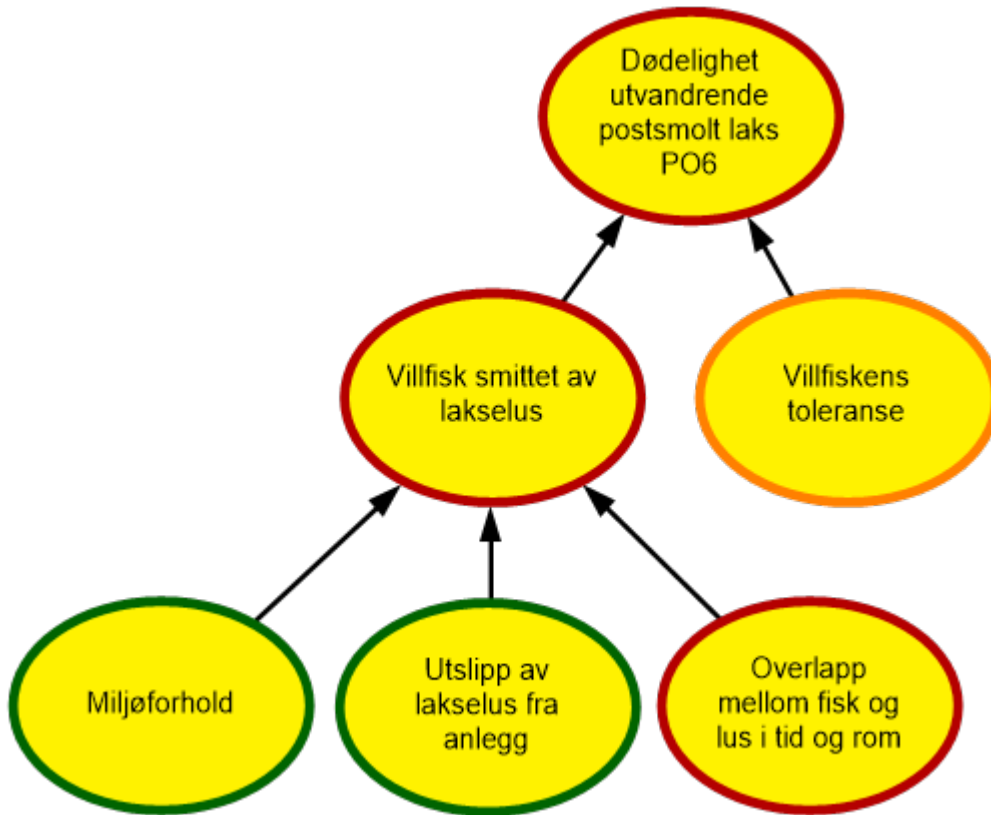 Dødelighet
utvandrende
postsmolt laks
PO6
Villfisk smittet av
lakselus
Villfiskens
toleranse
Miljøforhold
Utslipp av
lakselus fra
anlegg
Overlapp
mellom fisk og
lus i tid og rom